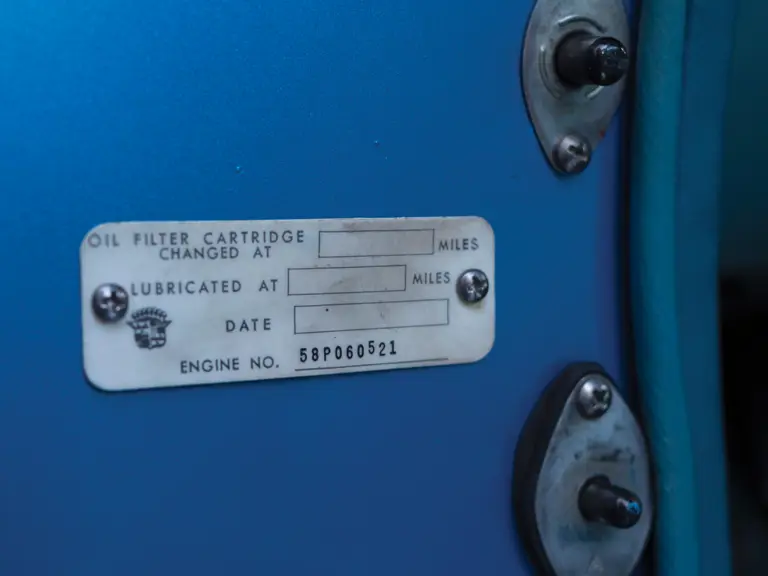 OIL FILTER CARTRIDGE
CHANGED AT MILES
LUBRICATED AT MILES
DATE
ENGINE NO. 58P060521